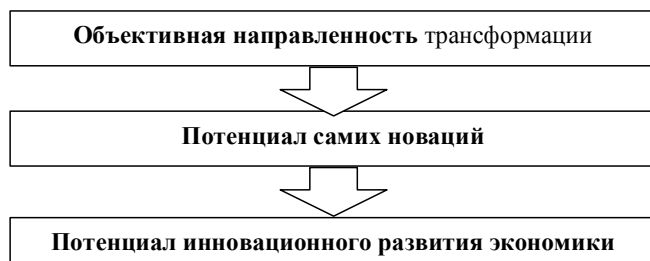 Объективная направленность трансформации
Потенциал самих новаций
Потенциал инновационного развития экономики